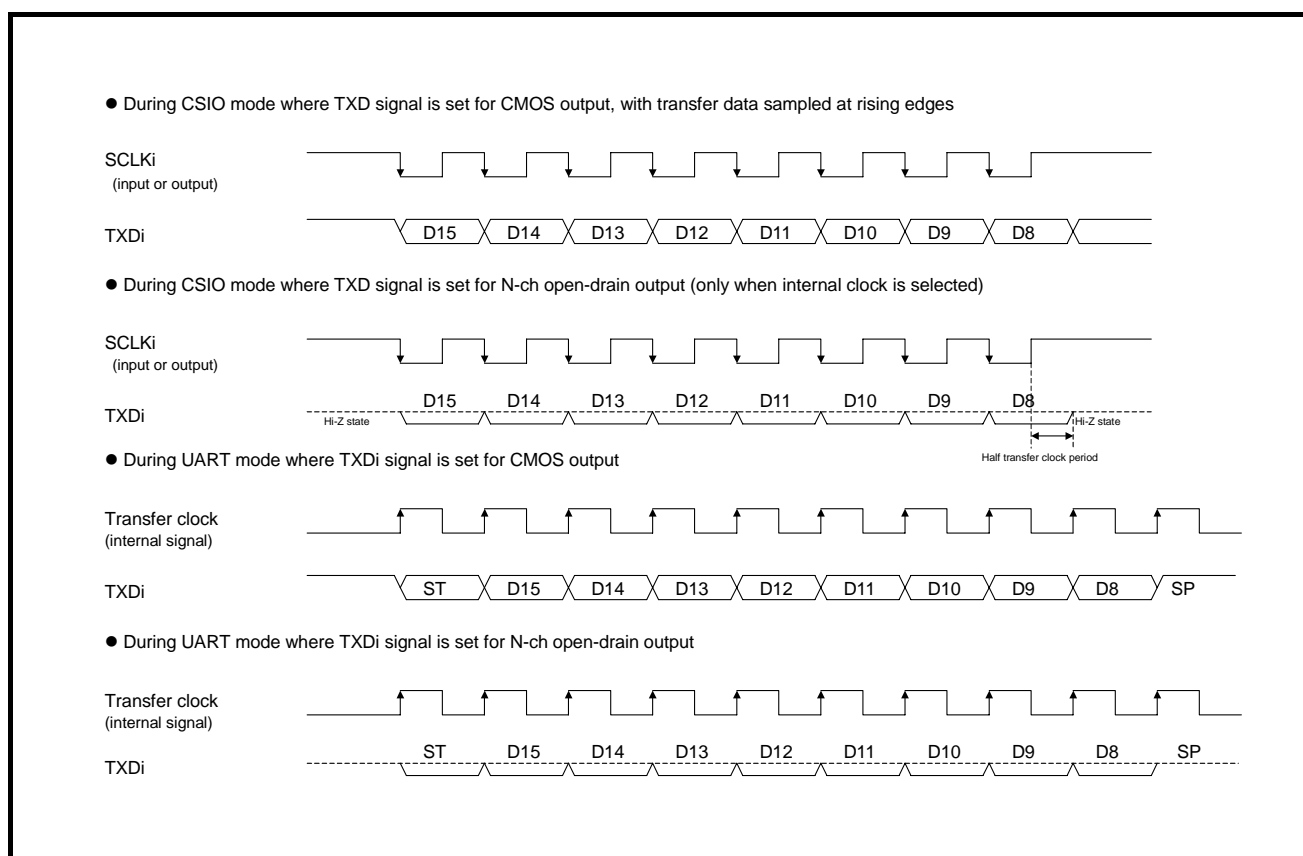 ● During CSIO mode where TXD signal is set for CMOS output, with transfer data sampled at rising edges
SCLKi
(input or output)
TXDi D15 D14 D13 D12 D11 D10 D9 D8
● During CSIO mode where TXD signal is set for N-ch open-drain output (only when internal clock is selected)
SCLKi
(input or output)
D15 D14 D13 D12 D11 D10 D9 D8
TXDi Hi-Z state Hi-Z state
Half transfer clock period
● During UART mode where TXDi signal is set for CMOS output
Transfer clock
(internal signal)
TXDi ST D15 D14 D13 D12 D11 D10 D9 D8 SP
● During UART mode where TXDi signal is set for N-ch open-drain output
Transfer clock
(internal signal)
ST D15 D14 D13 D12 D11 D10 D9 D8 SP
TXDi